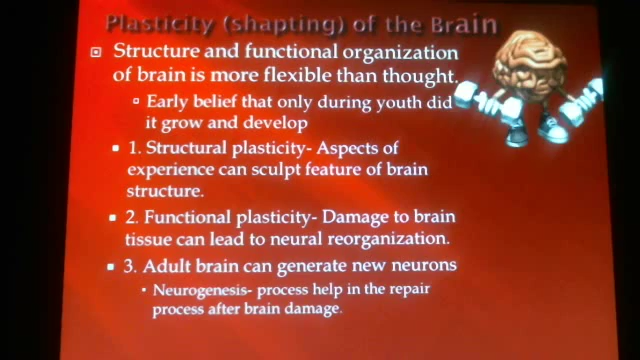 Plasticity (shapting) of the Brain
Structure and functional organization
of brain is more flexible than thought.
Early belief that only during youth did
it grow and develop
1. Structural plasticity- Aspects of
experience can sculpt feature of brain
structure.
2. Functional plasticity- Damage to brain
tissue can lead to neural reorganization.
3. Adult brain can generate new neurons
Neurogenesis- process help in the repair
process after brain damage.